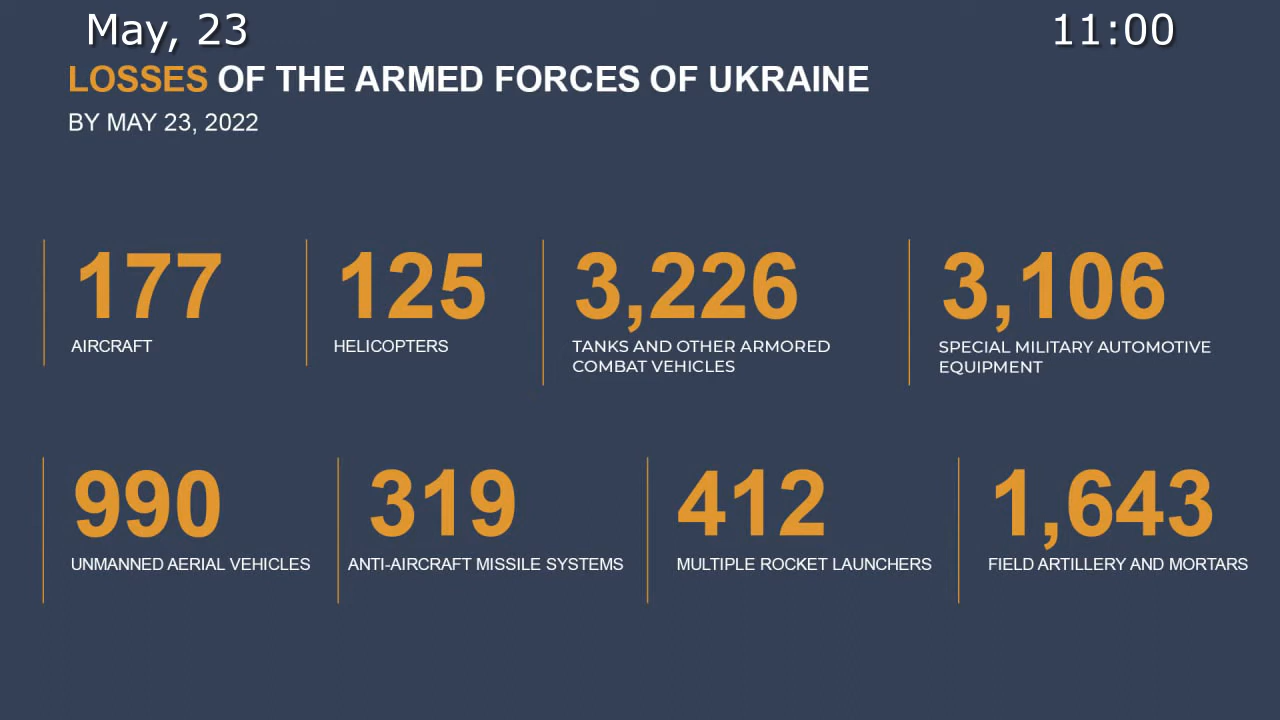 May, 23
11:00
LOSSES OF THE ARMED FORCES OF UKRAINE
BY MAY 23, 2022
177
AIRCRAFT
125
HELICOPTERS
3,226
TANKS AND OTHER ARMORED
COMBAT VEHICLES
3,106
SPECIAL MILITARY AUTOMOTIVE
EQUIPMENT
990
UNMANNED AERIAL VEHICLES
319
ANTI-AIRCRAFT MISSILE SYSTEMS
412
MULTIPLE ROCKET LAUNCHERS
1,643
FIELD ARTILLERY AND MORTARS